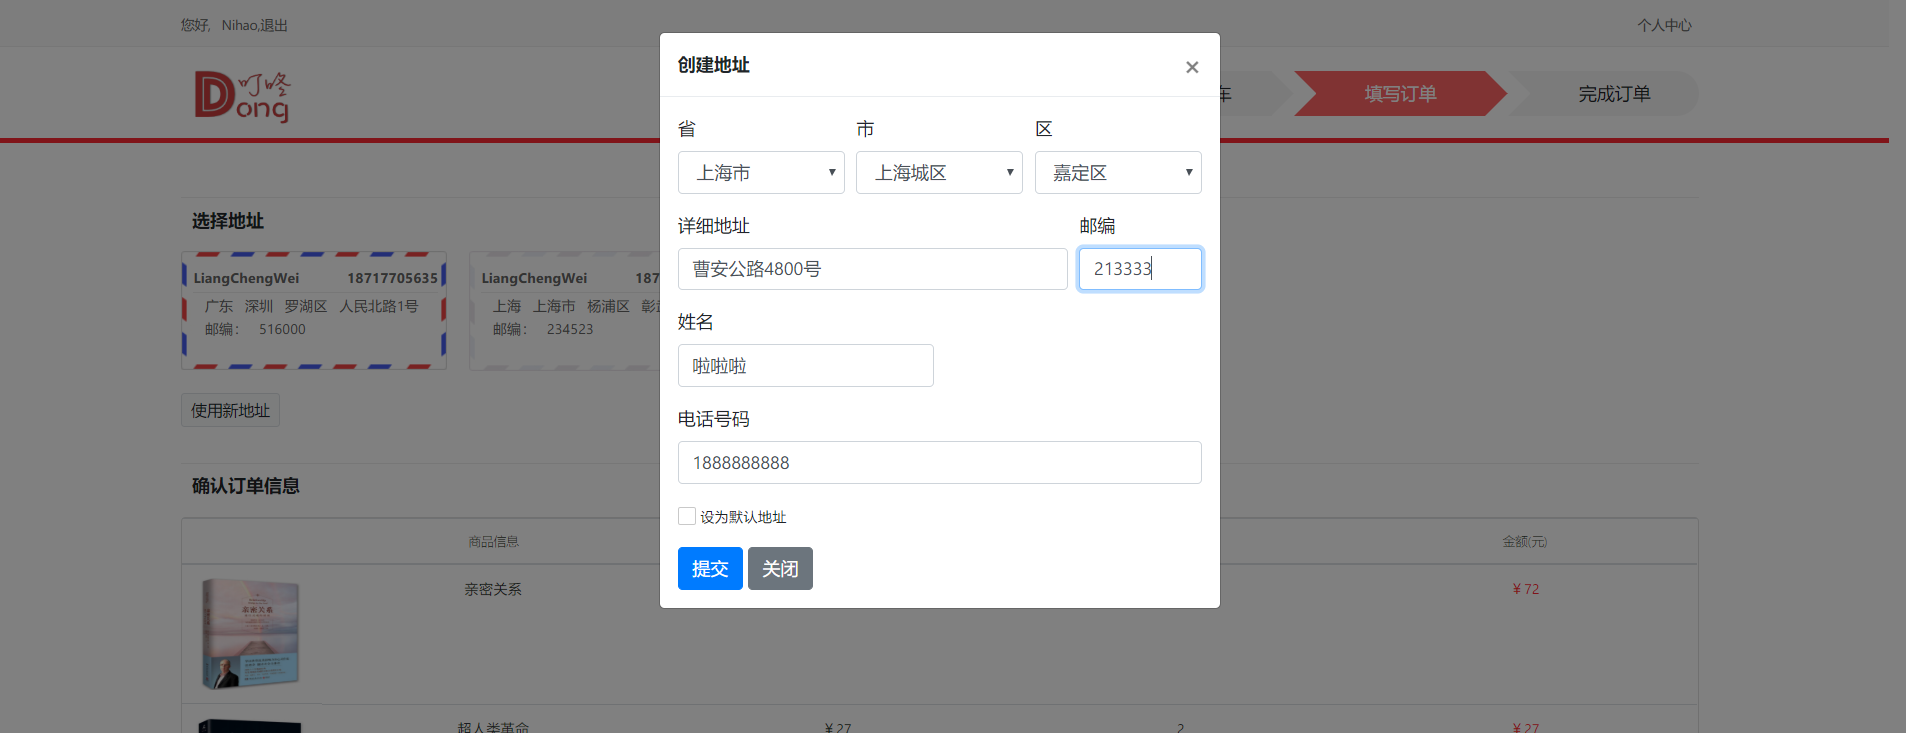 您好, Nihao,退出
个人中心
叮咚
Dong
车
填写订单
完成订单
创建地址
×
省 市 区
上海市 上海城区 嘉定区
详细地址 邮编
曹安公路4800号 213333
姓名
啦啦啦
电话号码
1888888888
设为默认地址
提交 关闭
选择地址
LiangChengWei 18717705635
广东 深圳 罗湖区 人民北路1号
邮编: 516000
LiangChengWei 187
上海 上海市 杨浦区
邮编: 234523
使用新地址
确认订单信息
商品信息 金额(元)
亲密关系 ¥ 72
亲密关系
超人类革命 ¥ 27 2 ¥ 27